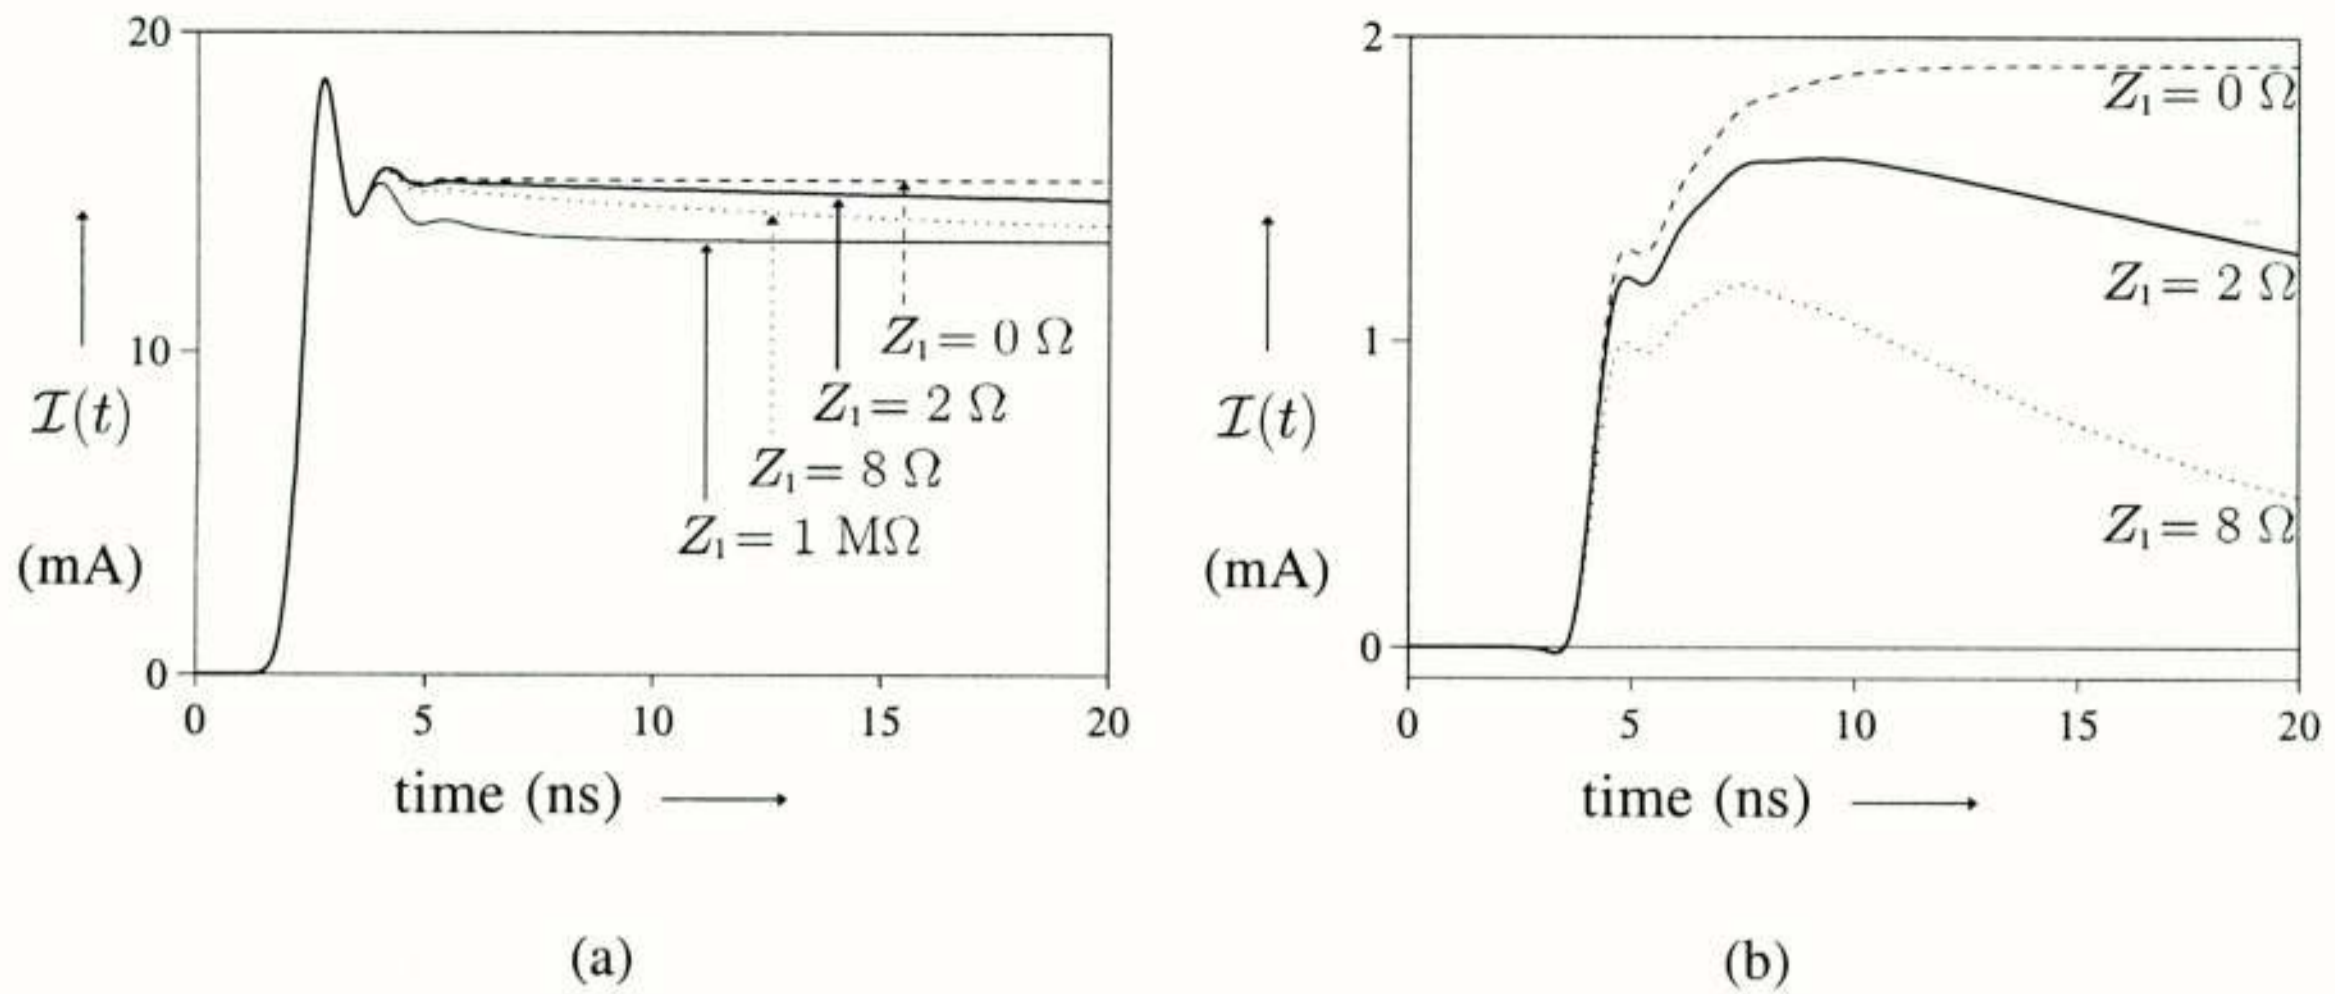 20
10
0
0 5 10 15 20
𝓘(t)
(mA)
time (ns)
Z₁= 0 Ω
Z₁= 2 Ω
Z₁= 8 Ω
Z₁= 1 MΩ
(a)
2
1
0
0 5 10 15 20
𝓘(t)
(mA)
time (ns)
Z₁= 0 Ω
Z₁= 2 Ω
Z₁= 8 Ω
(b)